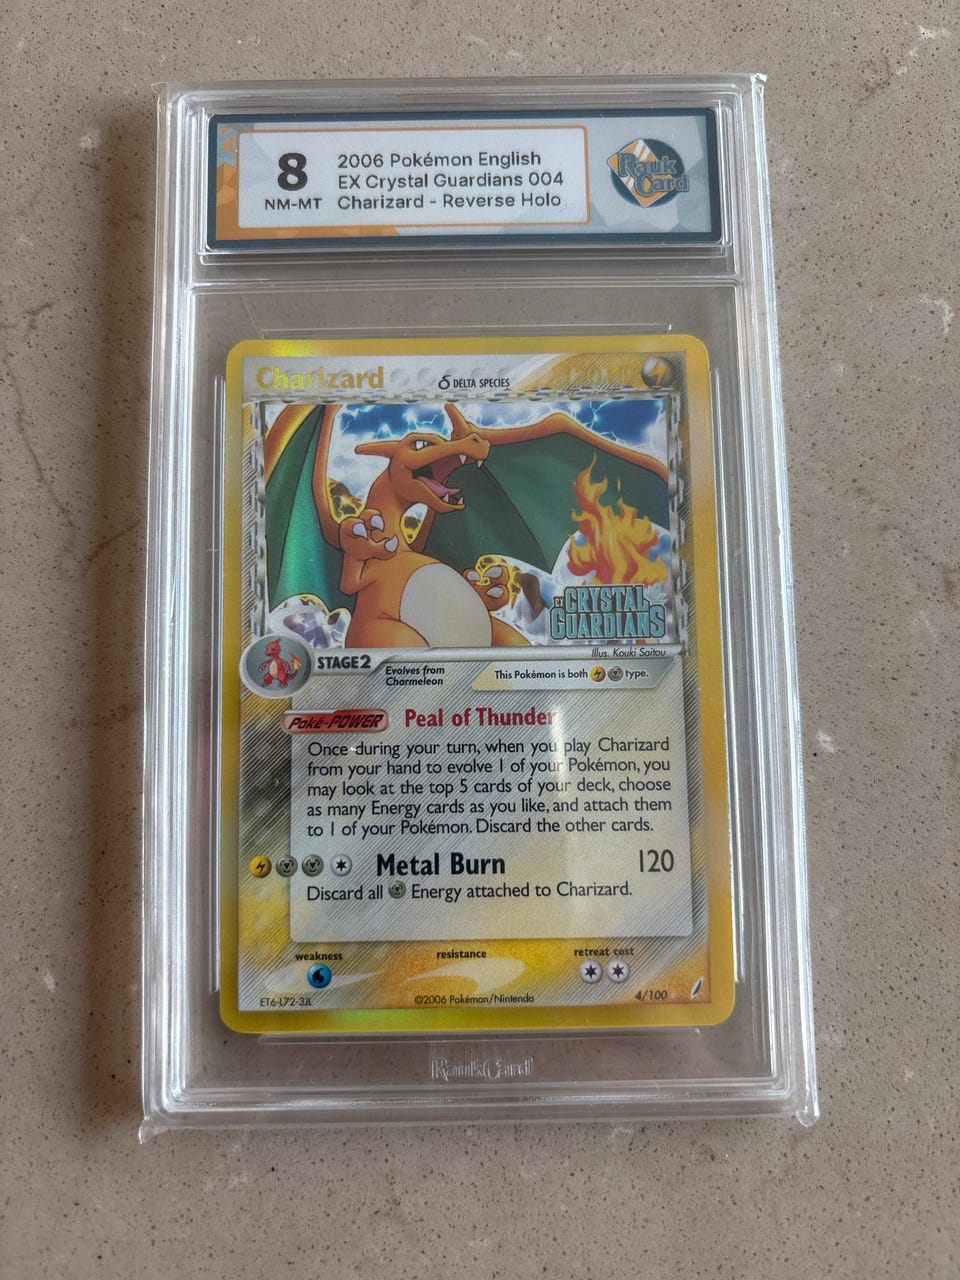 8
NM-MT
2006 Pokémon English
EX Crystal Guardians 004
Charizard - Reverse Holo
Rauk
Card
Charizard
δ DELTA SPECIES
120 HP
EX CRYSTAL
GUARDIANS
Illus. Kouki Saitou
STAGE 2
Evolves from
Charmeleon
This Pokémon is both type.
Poké-POWER Peal of Thunder
Once during your turn, when you play Charizard
from your hand to evolve 1 of your Pokémon, you
may look at the top 5 cards of your deck, choose
as many Energy cards as you like, and attach them
to 1 of your Pokémon. Discard the other cards.
Metal Burn 120
Discard all Energy attached to Charizard.
weakness resistance retreat cost
ET6-L72-3JL ©2006 Pokémon/Nintendo 4/100
RaukCard